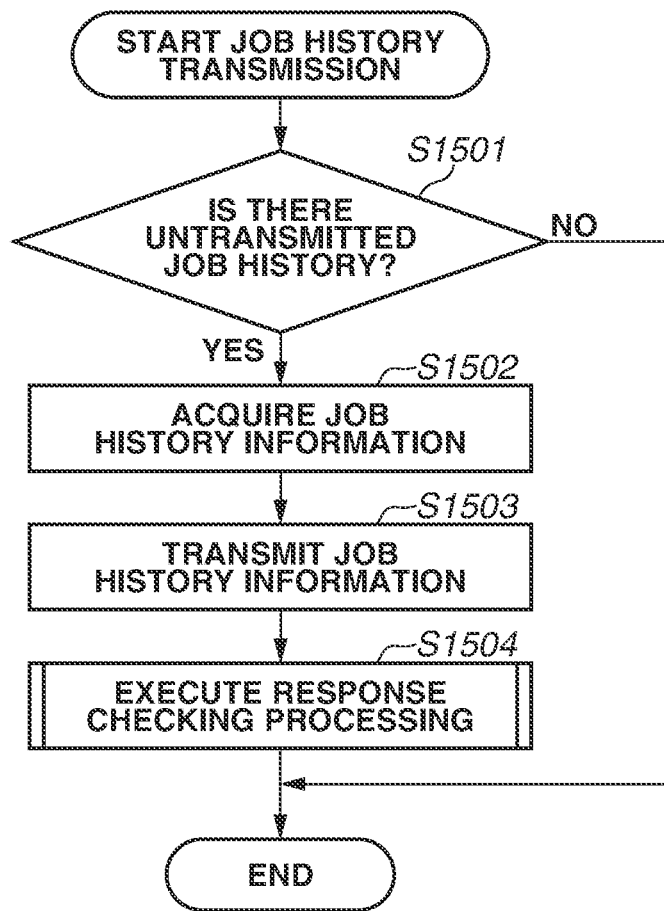 START JOB HISTORY
TRANSMISSION
S1501
IS THERE
UNTRANSMITTED
JOB HISTORY?
NO
YES
S1502
ACQUIRE JOB
HISTORY INFORMATION
S1503
TRANSMIT JOB
HISTORY INFORMATION
S1504
EXECUTE RESPONSE
CHECKING PROCESSING
END